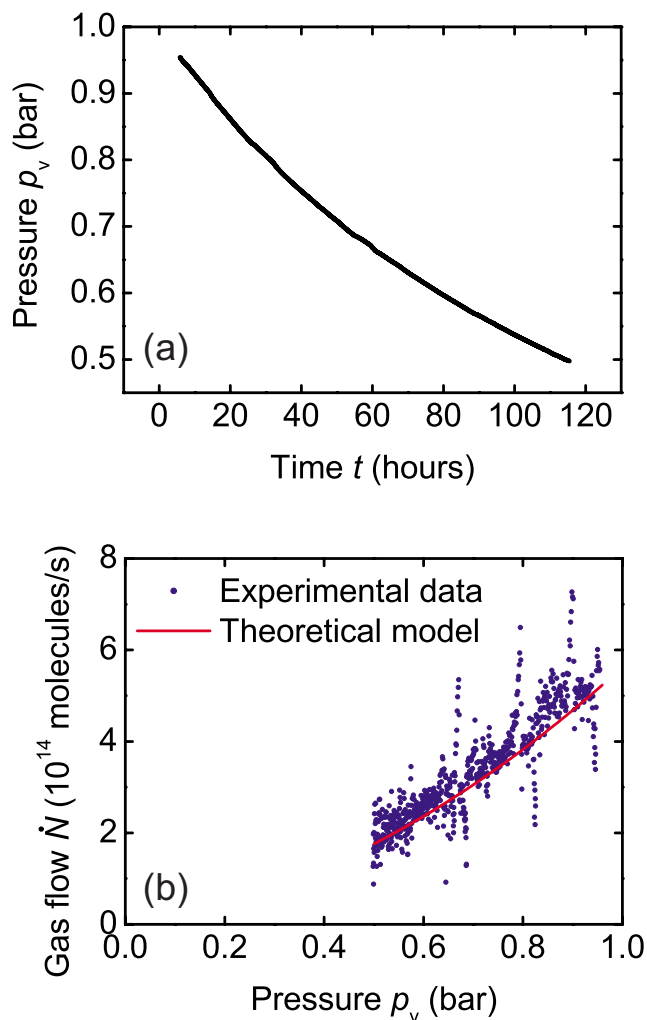 1.0
0.9
0.8
0.7
0.6
0.5
Pressure p_v (bar)
(a)
0 20 40 60 80 100 120
Time t (hours)
8
6
4
2
0
Gas flow Ṅ (10^14 molecules/s)
Experimental data
Theoretical model
(b)
0.0 0.2 0.4 0.6 0.8 1.0
Pressure p_v (bar)